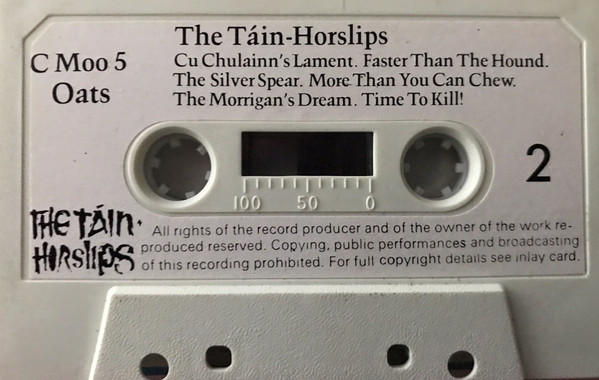 The Táin-Horslips
C Moo 5
Oats
Cu Chulainn's Lament. Faster Than The Hound.
The Silver Spear. More Than You Can Chew.
The Morrigan's Dream. Time To Kill!
2
100 50 0
THE TÁIN·
HORSLIPS
All rights of the record producer and of the owner of the work re-
produced reserved. Copying, public performances and broadcasting
of this recording prohibited. For full copyright details see inlay card.